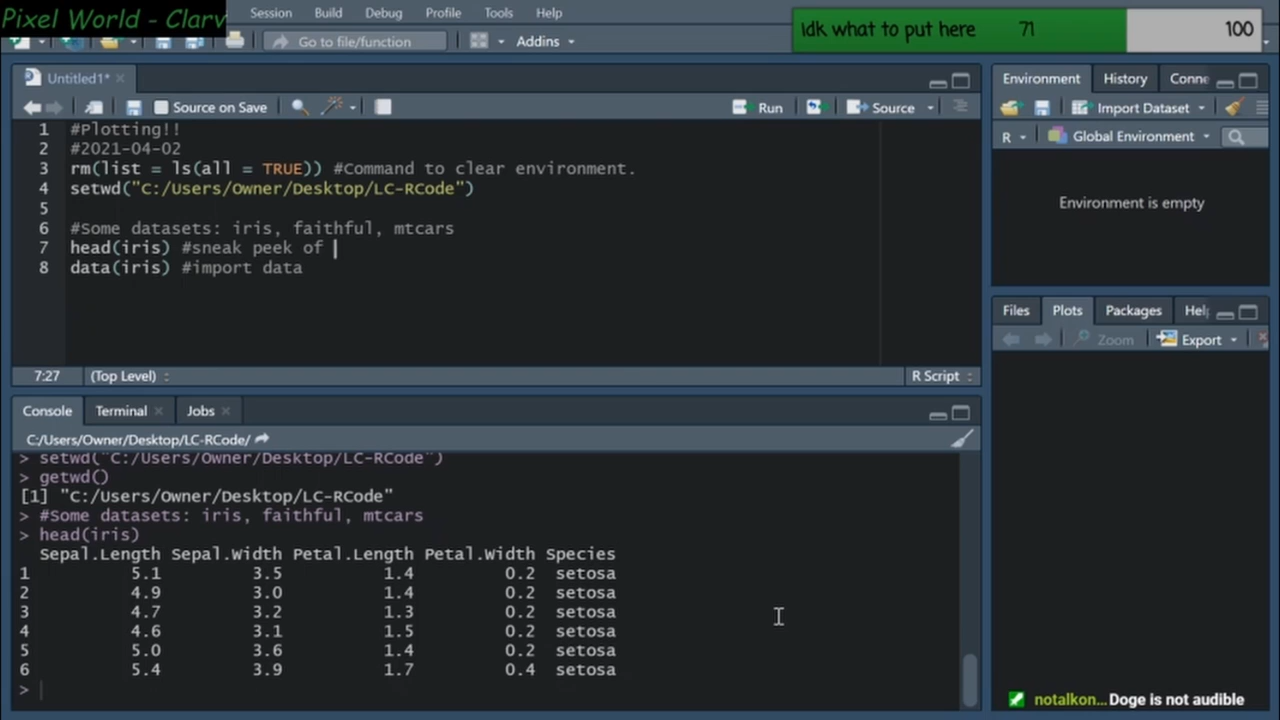 Pixel World - Clarv
Session Build Debug Profile Tools Help
Idk what to put here 71 100
Go to file/function Addins
Untitled1*
Source on Save Run Source
1 #Plotting!!
2 #2021-04-02
3 rm(list = ls(all = TRUE)) #Command to clear environment.
4 setwd("C:/Users/Owner/Desktop/LC-RCode")
5
6 #Some datasets: iris, faithful, mtcars
7 head(iris) #sneak peek of
8 data(iris) #import data
7:27 (Top Level) R Script
Console Terminal Jobs
C:/Users/Owner/Desktop/LC-RCode/
> setwd("C:/Users/Owner/Desktop/LC-RCode")
> getwd()
[1] "C:/Users/Owner/Desktop/LC-RCode"
> #Some datasets: iris, faithful, mtcars
> head(iris)
Sepal.Length Sepal.Width Petal.Length Petal.Width Species
1 5.1 3.5 1.4 0.2 setosa
2 4.9 3.0 1.4 0.2 setosa
3 4.7 3.2 1.3 0.2 setosa
4 4.6 3.1 1.5 0.2 setosa
5 5.0 3.6 1.4 0.2 setosa
6 5.4 3.9 1.7 0.4 setosa
>
Environment History Conne
Import Dataset
R Global Environment
Environment is empty
Files Plots Packages Hel
Zoom Export
notalkon... Doge is not audible